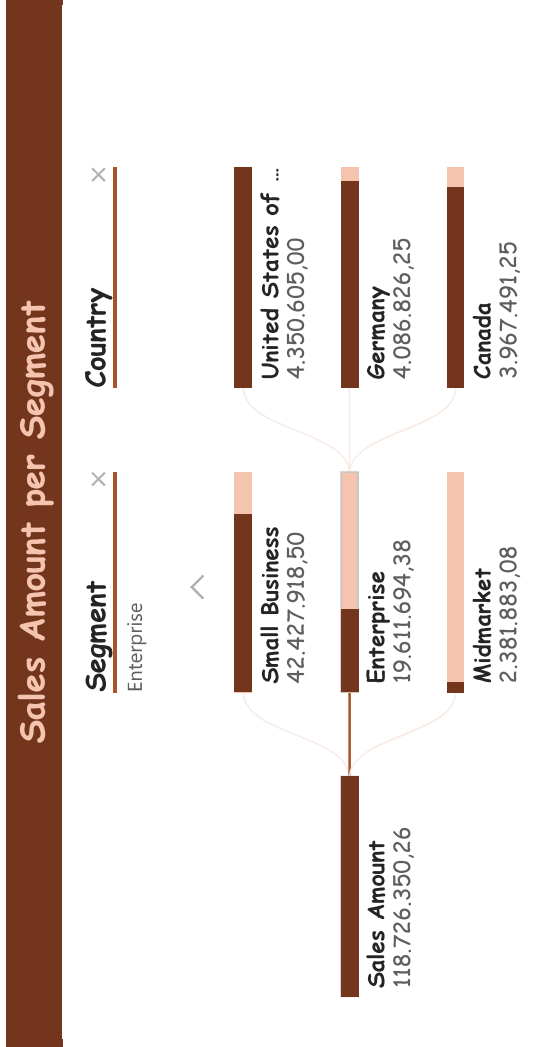 Sales Amount per Segment
Segment
Enterprise
Country
Sales Amount
118.726.350,26
Small Business
42.427.918,50
Enterprise
19.611.694,38
Midmarket
2.381.883,08
United States of ...
4.350.605,00
Germany
4.086.826,25
Canada
3.967.491,25